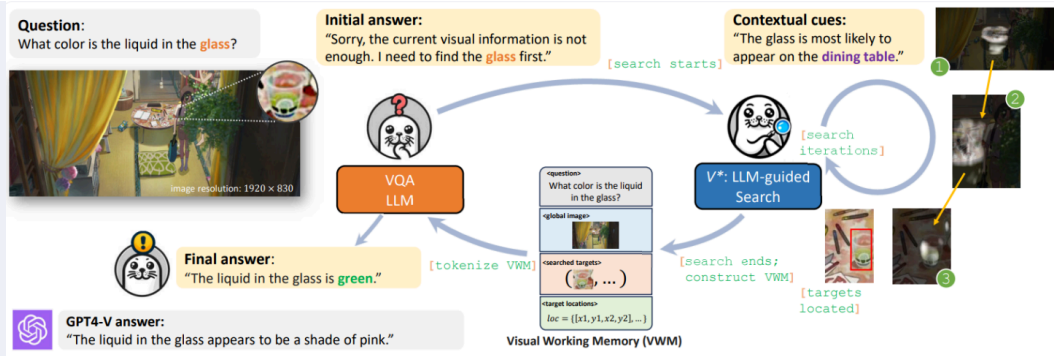 Question:
What color is the liquid in the glass?
image resolution: 1920 × 830
Initial answer:
“Sorry, the current visual information is not
enough. I need to find the glass first.”
[search starts]
Contextual cues:
“The glass is most likely to
appear on the dining table.”
1
2
3
[search
iterations]
VQA
LLM
V*: LLM-guided
Search
<question>
What color is the liquid
in the glass?
<global image>
<searched targets>
( , … )
<target locations>
loc = {[x1, y1, x2, y2], … }
Visual Working Memory (VWM)
[tokenize VWM]
[search ends;
construct VWM]
[targets
located]
Final answer:
“The liquid in the glass is green.”
GPT4-V answer:
“The liquid in the glass appears to be a shade of pink.”